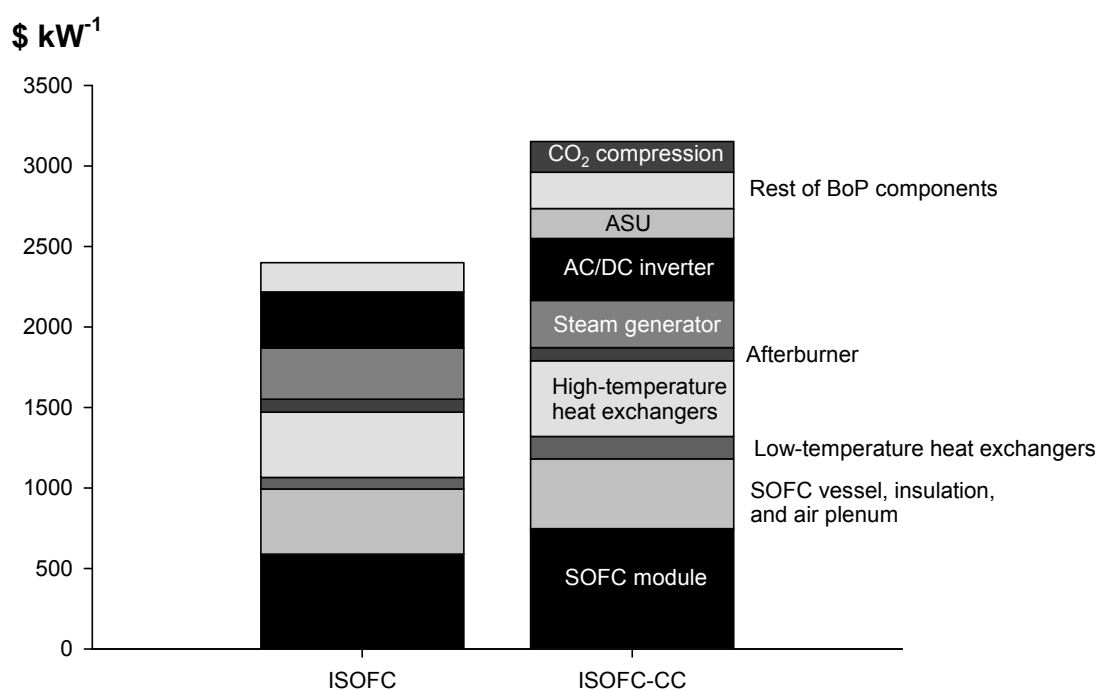 $ kW⁻¹
3500
3000
2500
2000
1500
1000
500
0
CO₂ compression
Rest of BoP components
ASU
AC/DC inverter
Steam generator
Afterburner
High-temperature
heat exchangers
Low-temperature heat exchangers
SOFC vessel, insulation,
and air plenum
SOFC module
ISOFC
ISOFC-CC